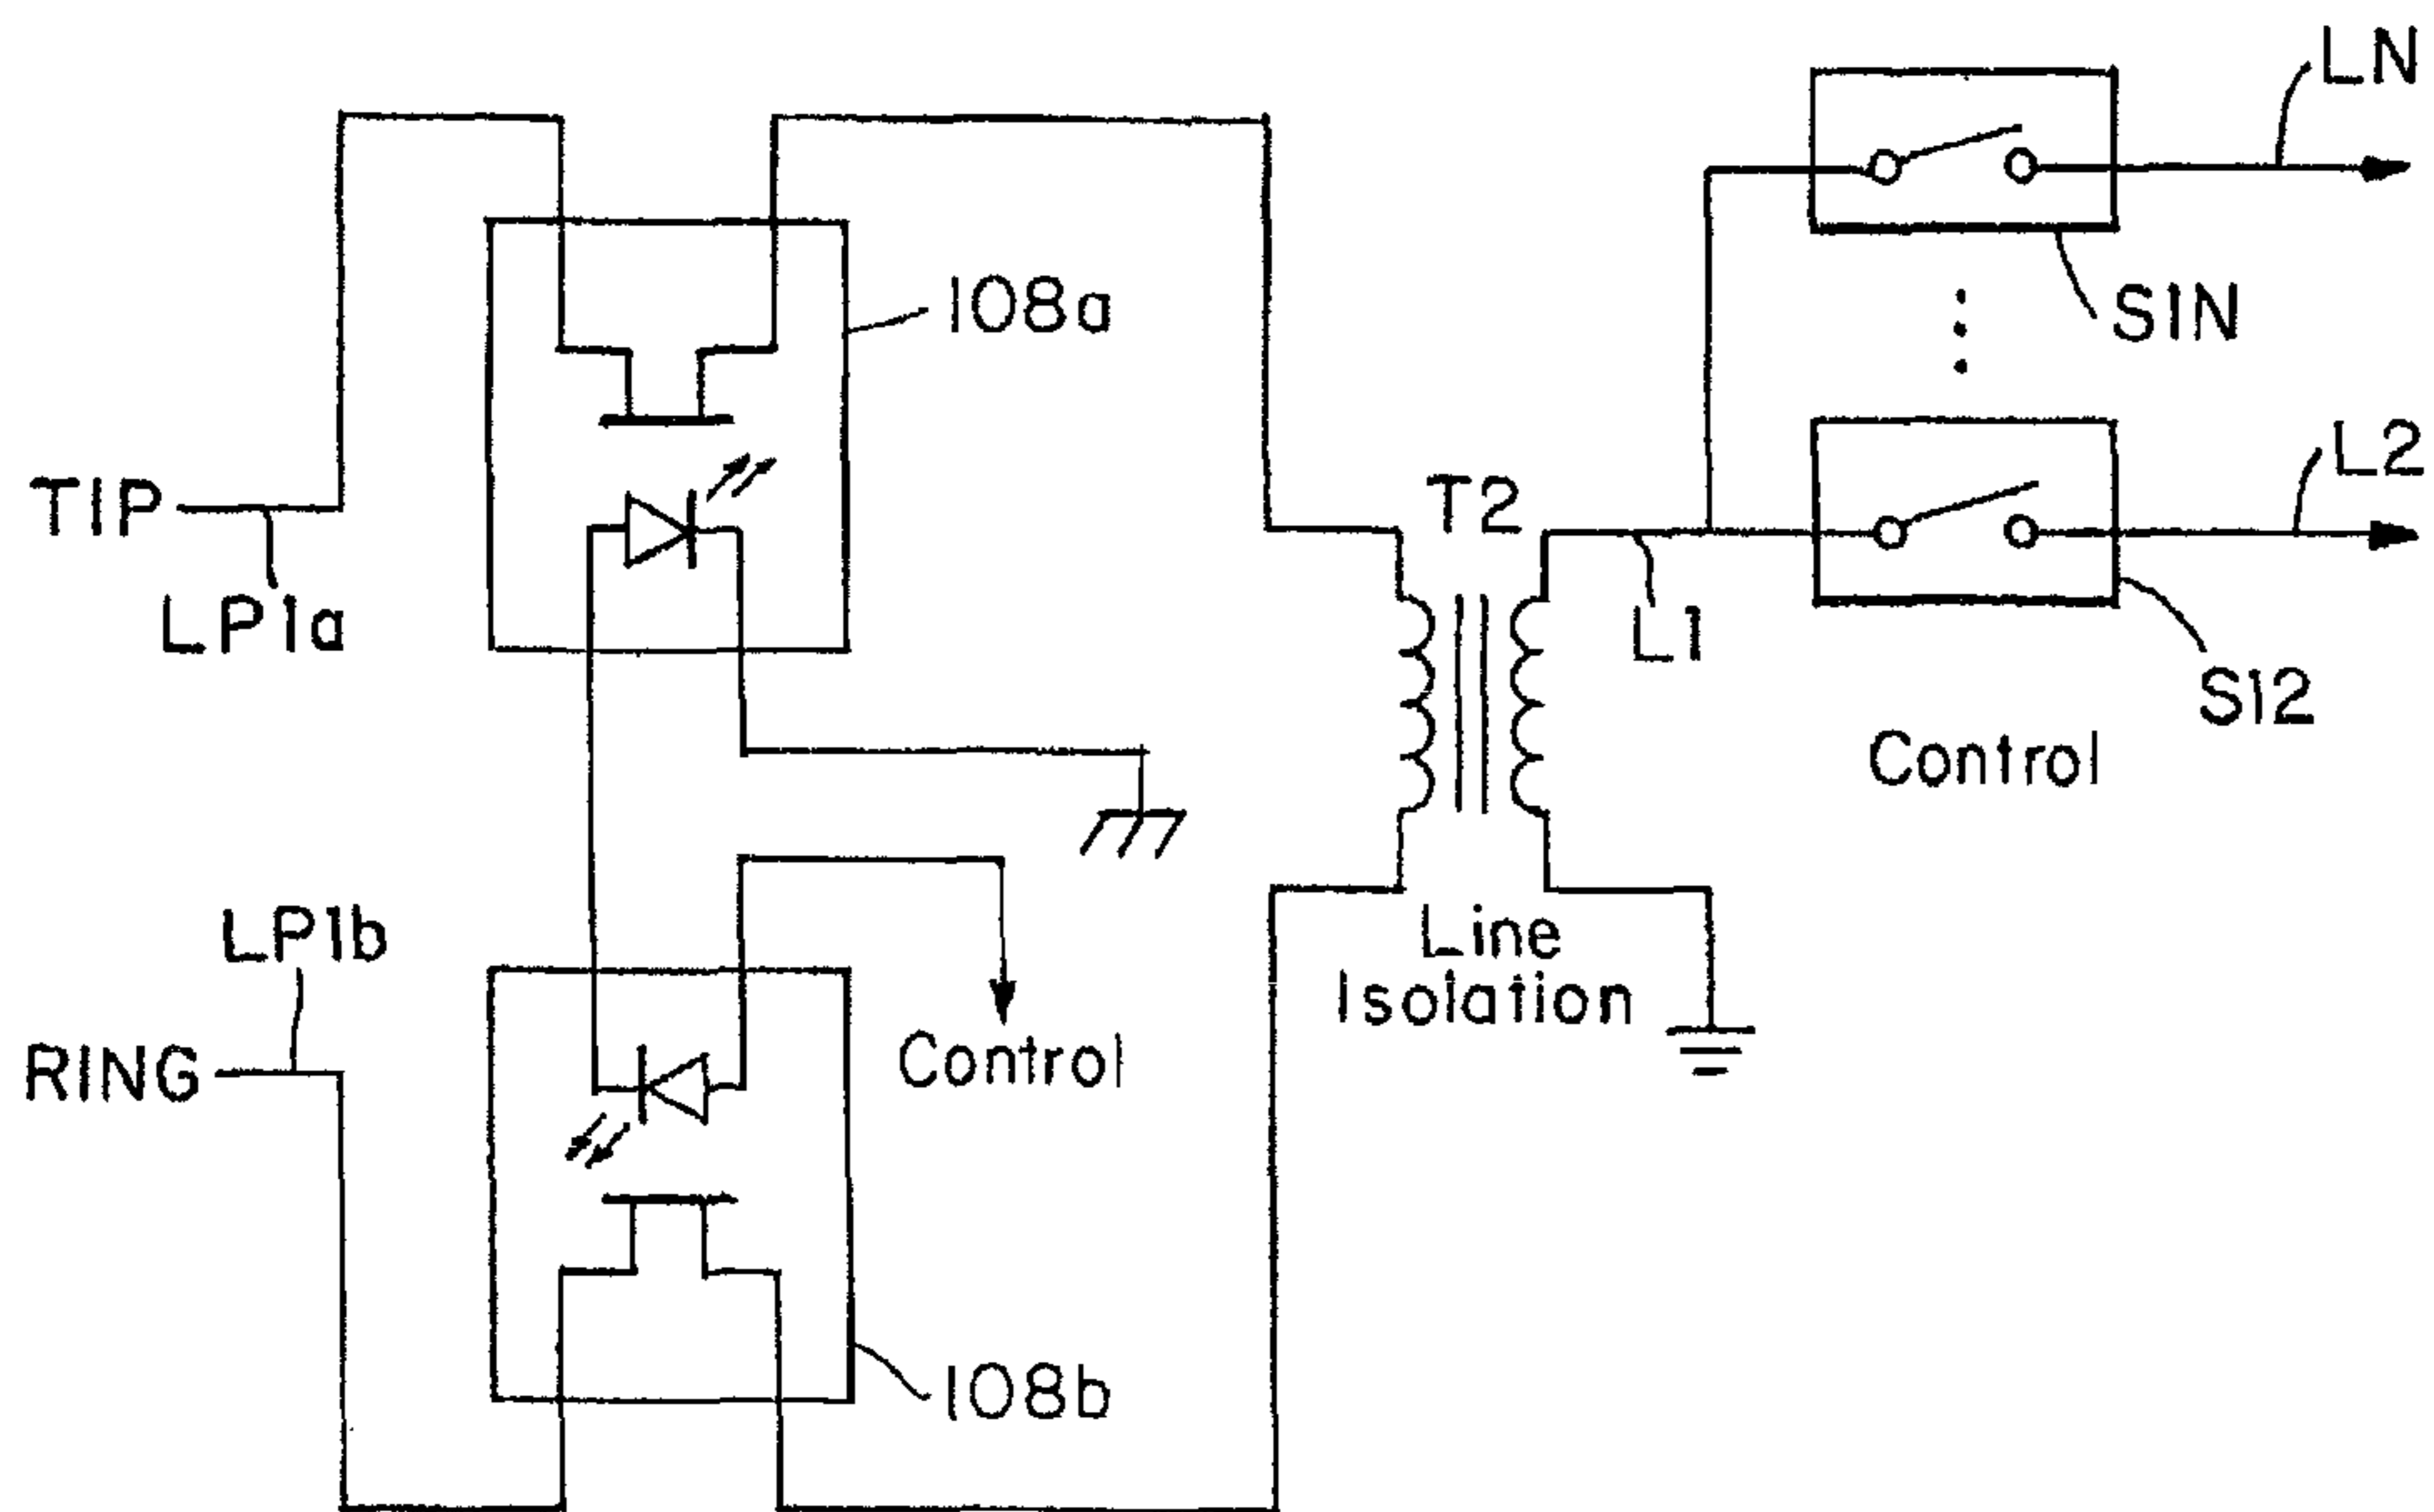 LN
108a
S1N
TIP
T2
L2
LP1a
L1
S12
Control
LP1b
Line
Isolation
RING
Control
108b